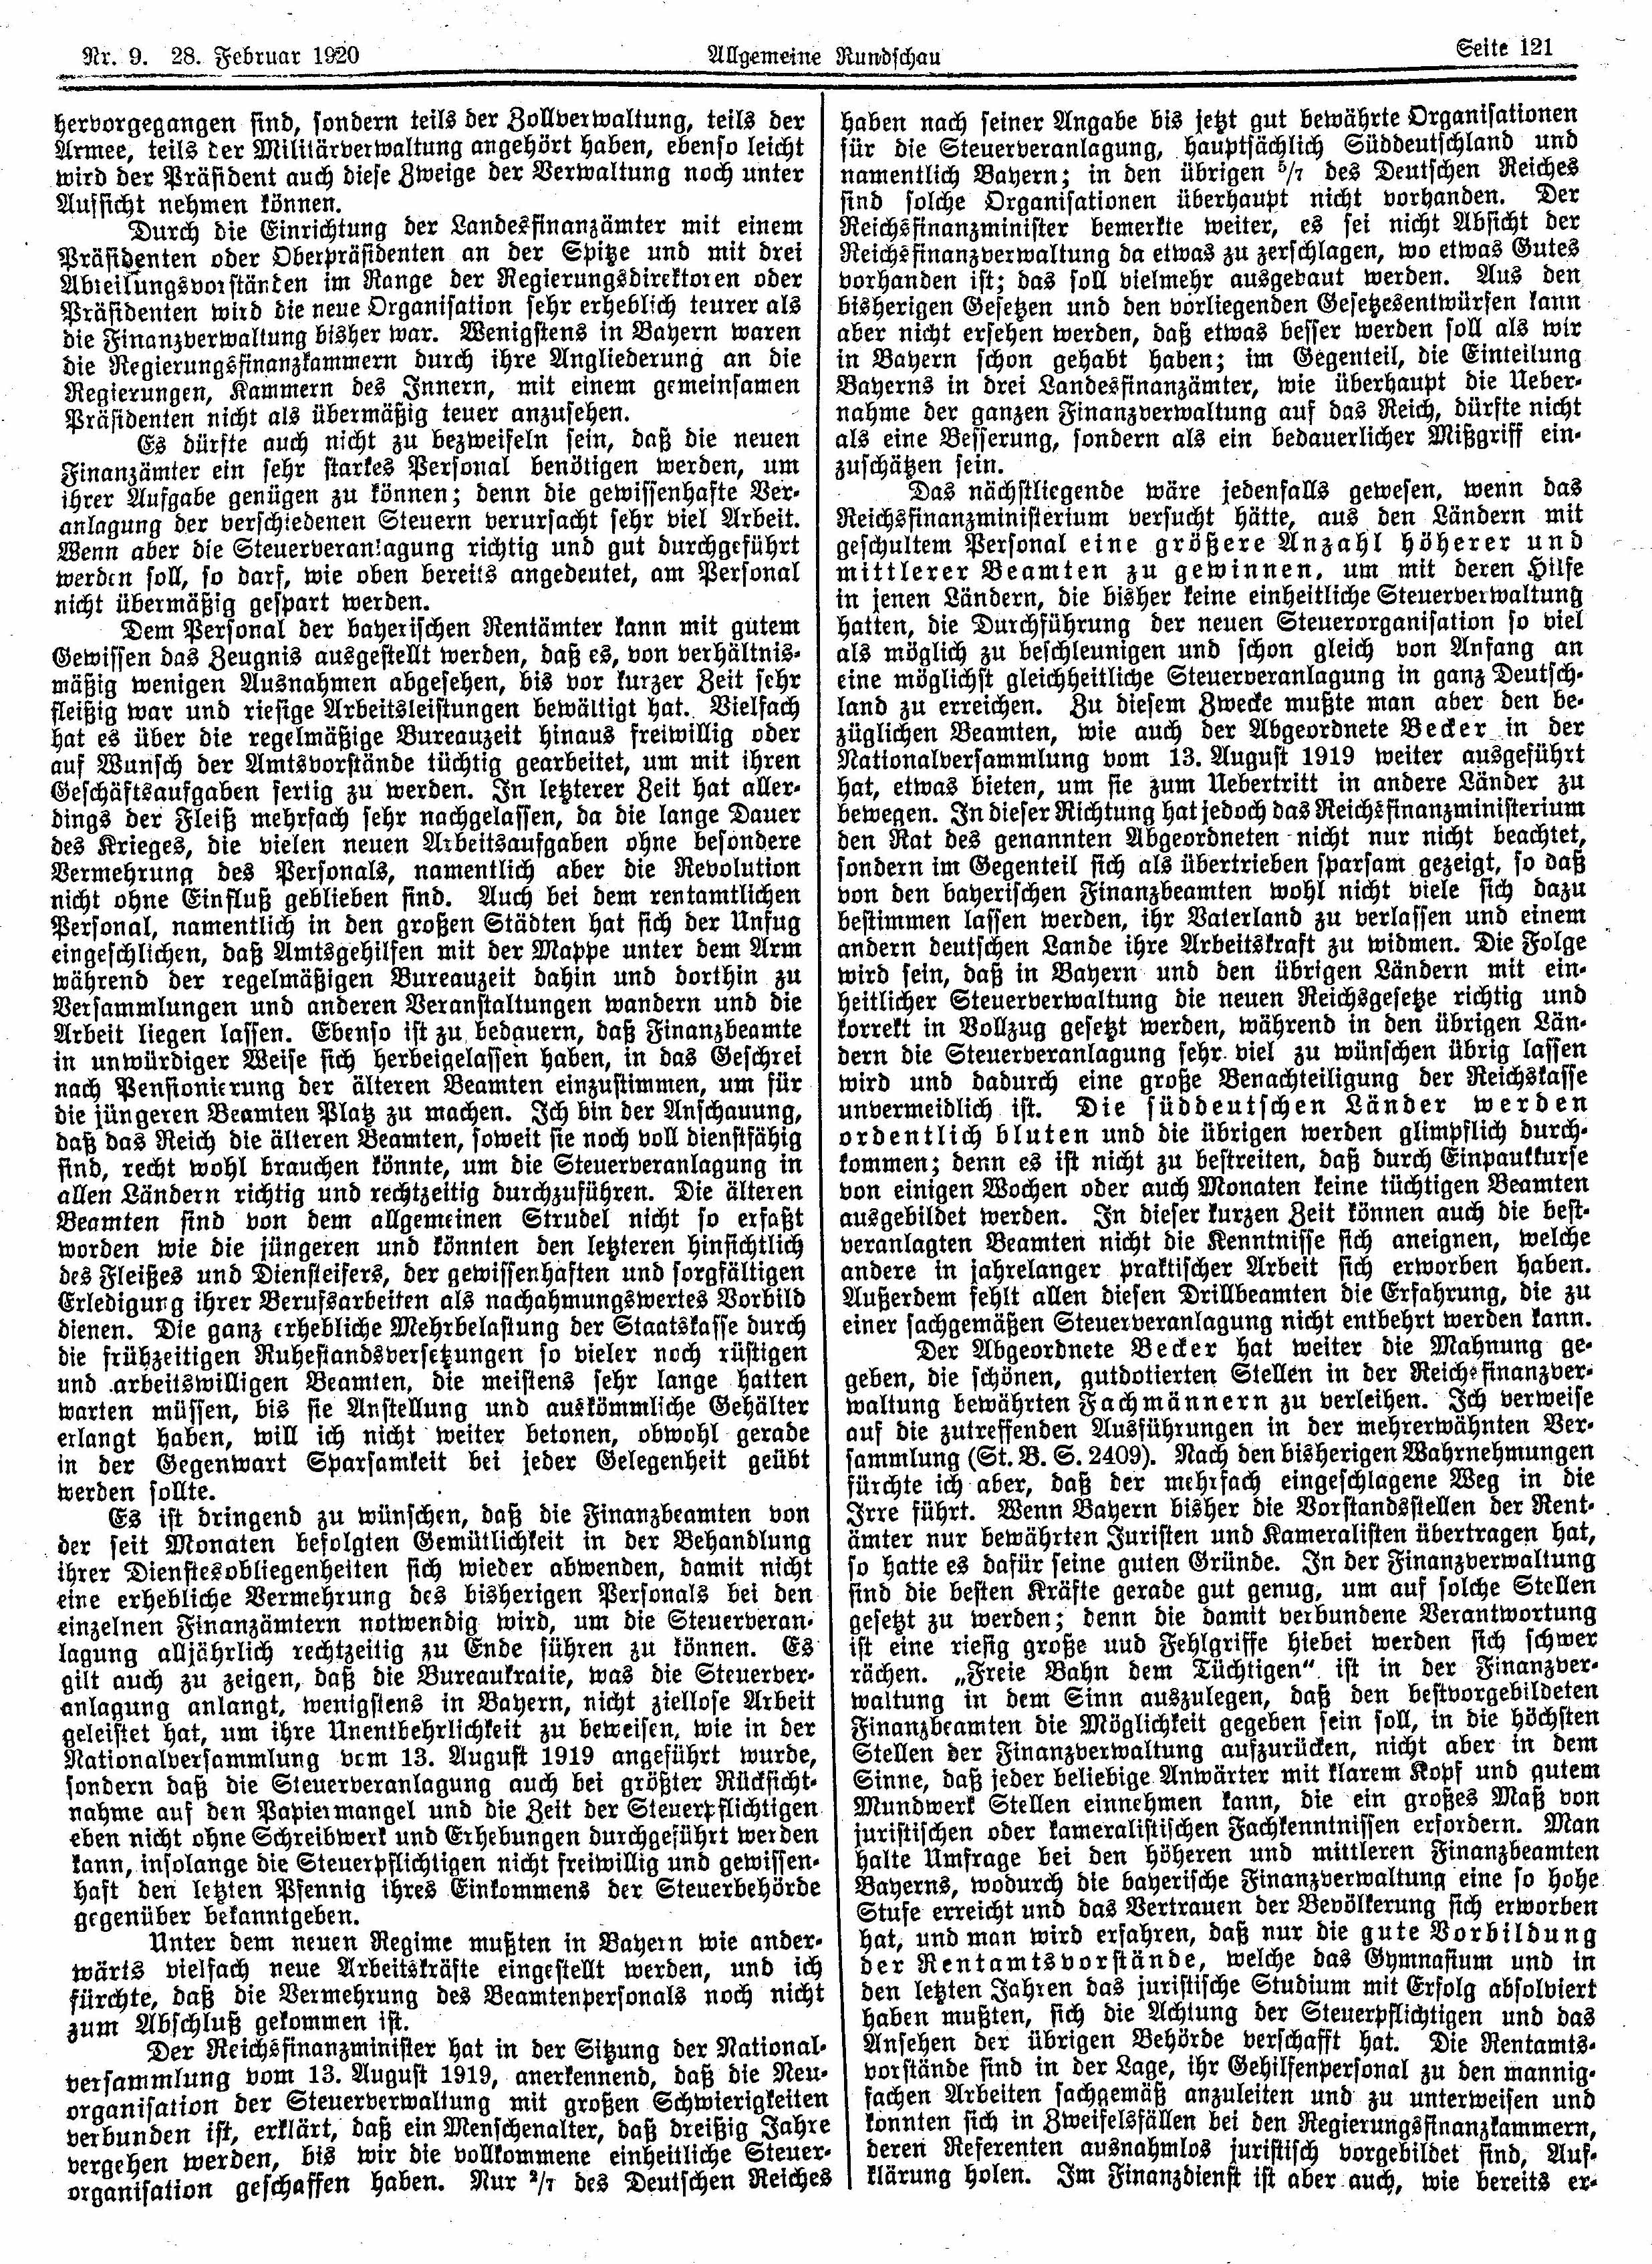 Nr. 9. 28. Februar 1920
Allgemeine Rundschau
Seite 121
hervorgegangen sind, sondern teils der Zollverwaltung, teils der
Armee, teils der Militärverwaltung angehört haben, ebenso leicht
wird der Präsident auch diese Zweige der Verwaltung noch unter
Aufsicht nehmen können.
Durch die Einrichtung der Landesfinanzämter mit einem
Präsidenten oder Oberpräsidenten an der Spitze und mit drei
Abteilungsvorständen im Range der Regierungsdirektoren oder
Präsidenten wird die neue Organisation sehr erheblich teurer als
die Finanzverwaltung bisher war. Wenigstens in Bayern waren
die Regierungsfinanzkammern durch ihre Angliederung an die
Regierungen, Kammern des Innern, mit einem gemeinsamen
Präsidenten nicht als übermäßig teuer anzusehen.
Es dürfte auch nicht zu bezweifeln sein, daß die neuen
Finanzämter ein sehr starkes Personal benötigen werden, um
ihrer Aufgabe genügen zu können; denn die gewissenhafte Ver-
anlagung der verschiedenen Steuern verursacht sehr viel Arbeit.
Wenn aber die Steuerveranlagung richtig und gut durchgeführt
werden soll, so darf, wie oben bereits angedeutet, am Personal
nicht übermäßig gespart werden.
Dem Personal der bayerischen Rentämter kann mit gutem
Gewissen das Zeugnis ausgestellt werden, daß es, von verhältnis-
mäßig wenigen Ausnahmen abgesehen, bis vor kurzer Zeit sehr
fleißig war und riesige Arbeitsleistungen bewältigt hat. Vielfach
hat es über die regelmäßige Bureauzeit hinaus freiwillig oder
auf Wunsch der Amtsvorstände tüchtig gearbeitet, um mit ihren
Geschäftsaufgaben fertig zu werden. In letzterer Zeit hat aller-
dings der Fleiß mehrfach sehr nachgelassen, da die lange Dauer
des Krieges, die vielen neuen Arbeitsaufgaben ohne besondere
Vermehrung des Personals, namentlich aber die Revolution
nicht ohne Einfluß geblieben sind. Auch bei dem rentamtlichen
Personal, namentlich in den großen Städten hat sich der Unfug
eingeschlichen, daß Amtsgehilfen mit der Mappe unter dem Arm
während der regelmäßigen Bureauzeit dahin und dorthin zu
Versammlungen und anderen Veranstaltungen wandern und die
Arbeit liegen lassen. Ebenso ist zu bedauern, daß Finanzbeamte
in unwürdiger Weise sich herbeigelassen haben, in das Geschrei
nach Pensionierung der älteren Beamten einzustimmen, um für
die jüngeren Beamten Platz zu machen. Ich bin der Anschauung,
daß das Reich die älteren Beamten, soweit sie noch voll dienstfähig
sind, recht wohl brauchen könnte, um die Steuerveranlagung in
allen Ländern richtig und rechtzeitig durchzuführen. Die älteren
Beamten sind von dem allgemeinen Strudel nicht so erfaßt
worden wie die jüngeren und könnten den letzteren hinsichtlich
des Fleißes und Diensteifers, der gewissenhaften und sorgfältigen
Erledigung ihrer Berufsarbeiten als nachahmungswertes Vorbild
dienen. Die ganz erhebliche Mehrbelastung der Staatskasse durch
die frühzeitigen Ruhestandsversetzungen so vieler noch rüstigen
und arbeitswilligen Beamten, die meistens sehr lange hatten
warten müssen, bis sie Anstellung und auskömmliche Gehälter
erlangt haben, will ich nicht weiter betonen, obwohl gerade
in der Gegenwart Sparsamkeit bei jeder Gelegenheit geübt
werden sollte.
Es ist dringend zu wünschen, daß die Finanzbeamten von
der seit Monaten befolgten Gemütlichkeit in der Behandlung
ihrer Dienstesobliegenheiten sich wieder abwenden, damit nicht
eine erhebliche Vermehrung des bisherigen Personals bei den
einzelnen Finanzämtern notwendig wird, um die Steuerveran-
lagung alljährlich rechtzeitig zu Ende führen zu können. Es
gilt auch zu zeigen, daß die Bureaukratie, was die Steuerver-
anlagung anlangt, wenigstens in Bayern, nicht ziellose Arbeit
geleistet hat, um ihre Unentbehrlichkeit zu beweisen, wie in der
Nationalversammlung vom 13. August 1919 angeführt wurde,
sondern daß die Steuerveranlagung auch bei größter Rücksicht-
nahme auf den Papiermangel und die Zeit der Steuerpflichtigen
eben nicht ohne Schreibwerk und Erhebungen durchgeführt werden
kann, insolange die Steuerpflichtigen nicht freiwillig und gewissen-
haft den letzten Pfennig ihres Einkommens der Steuerbehörde
gegenüber bekanntgeben.
Unter dem neuen Regime mußten in Bayern wie ander-
wärts vielfach neue Arbeitskräfte eingestellt werden, und ich
fürchte, daß die Vermehrung des Beamtenpersonals noch nicht
zum Abschluß gekommen ist.
Der Reichsfinanzminister hat in der Sitzung der National-
versammlung vom 13. August 1919, anerkennend, daß die Neu-
organisation der Steuerverwaltung mit großen Schwierigkeiten
verbunden ist, erklärt, daß ein Menschenalter, daß dreißig Jahre
vergehen werden, bis wir die vollkommene einheitliche Steuer-
organisation geschaffen haben. Nur ²/₇ des Deutschen Reiches
haben nach seiner Angabe bis jetzt gut bewährte Organisationen
für die Steuerveranlagung, hauptsächlich Süddeutschland und
namentlich Bayern; in den übrigen ⁵/₇ des Deutschen Reiches
sind solche Organisationen überhaupt nicht vorhanden. Der
Reichsfinanzminister bemerkte weiter, es sei nicht Absicht der
Reichsfinanzverwaltung da etwas zu zerschlagen, wo etwas Gutes
vorhanden ist; das soll vielmehr ausgebaut werden. Aus den
bisherigen Gesetzen und den vorliegenden Gesetzesentwürfen kann
aber nicht ersehen werden, daß etwas besser werden soll als wir
in Bayern schon gehabt haben; im Gegenteil, die Einteilung
Bayerns in drei Landesfinanzämter, wie überhaupt die Ueber-
nahme der ganzen Finanzverwaltung auf das Reich, dürfte nicht
als eine Besserung, sondern als ein bedauerlicher Mißgriff ein-
zuschätzen sein.
Das nächstliegende wäre jedenfalls gewesen, wenn das
Reichsfinanzministerium versucht hätte, aus den Ländern mit
geschultem Personal eine größere Anzahl höherer und
mittlerer Beamten zu gewinnen, um mit deren Hilfe
in jenen Ländern, die bisher keine einheitliche Steuerverwaltung
hatten, die Durchführung der neuen Steuerorganisation so viel
als möglich zu beschleunigen und schon gleich von Anfang an
eine möglichst gleichheitliche Steuerveranlagung in ganz Deutsch-
land zu erreichen. Zu diesem Zwecke mußte man aber den be-
züglichen Beamten, wie auch der Abgeordnete Becker in der
Nationalversammlung vom 13. August 1919 weiter ausgeführt
hat, etwas bieten, um sie zum Uebertritt in andere Länder zu
bewegen. In dieser Richtung hat jedoch das Reichsfinanzministerium
den Rat des genannten Abgeordneten nicht nur nicht beachtet,
sondern im Gegenteil sich als übertrieben sparsam gezeigt, so daß
von den bayerischen Finanzbeamten wohl nicht viele sich dazu
bestimmen lassen werden, ihr Vaterland zu verlassen und einem
andern deutschen Lande ihre Arbeitskraft zu widmen. Die Folge
wird sein, daß in Bayern und den übrigen Ländern mit ein-
heitlicher Steuerverwaltung die neuen Reichsgesetze richtig und
korrekt in Vollzug gesetzt werden, während in den übrigen Län-
dern die Steuerveranlagung sehr viel zu wünschen übrig lassen
wird und dadurch eine große Benachteiligung der Reichskasse
unvermeidlich ist. Die süddeutschen Länder werden
ordentlich bluten und die übrigen werden glimpflich durch-
kommen; denn es ist nicht zu bestreiten, daß durch Einpaukkurse
von einigen Wochen oder auch Monaten keine tüchtigen Beamten
ausgebildet werden. In dieser kurzen Zeit können auch die best-
veranlagten Beamten nicht die Kenntnisse sich aneignen, welche
andere in jahrelanger praktischer Arbeit sich erworben haben.
Außerdem fehlt allen diesen Drillbeamten die Erfahrung, die zu
einer sachgemäßen Steuerveranlagung nicht entbehrt werden kann.
Der Abgeordnete Becker hat weiter die Mahnung ge-
geben, die schönen, gutdotierten Stellen in der Reichsfinanzver-
waltung bewährten Fachmännern zu verleihen. Ich verweise
auf die zutreffenden Ausführungen in der mehrerwähnten Ver-
sammlung (St. B. S. 2409). Nach den bisherigen Wahrnehmungen
fürchte ich aber, daß der mehrfach eingeschlagene Weg in die
Irre führt. Wenn Bayern bisher die Vorstandsstellen der Rent-
ämter nur bewährten Juristen und Kameralisten übertragen hat,
so hatte es dafür seine guten Gründe. In der Finanzverwaltung
sind die besten Kräfte gerade gut genug, um auf solche Stellen
gesetzt zu werden; denn die damit verbundene Verantwortung
ist eine riesig große und Fehlgriffe hiebei werden sich schwer
rächen. „Freie Bahn dem Tüchtigen“ ist in der Finanzver-
waltung in dem Sinn auszulegen, daß den bestvorgebildeten
Finanzbeamten die Möglichkeit gegeben sein soll, in die höchsten
Stellen der Finanzverwaltung aufzurücken, nicht aber in dem
Sinne, daß jeder beliebige Anwärter mit klarem Kopf und gutem
Mundwerk Stellen einnehmen kann, die ein großes Maß von
juristischen oder kameralistischen Fachkenntnissen erfordern. Man
halte Umfrage bei den höheren und mittleren Finanzbeamten
Bayerns, wodurch die bayerische Finanzverwaltung eine so hohe
Stufe erreicht und das Vertrauen der Bevölkerung sich erworben
hat, und man wird erfahren, daß nur die gute Vorbildung
der Rentamtsvorstände, welche das Gymnasium und in
den letzten Jahren das juristische Studium mit Erfolg absolviert
haben mußten, sich die Achtung der Steuerpflichtigen und das
Ansehen der übrigen Behörde verschafft hat. Die Rentamts-
vorstände sind in der Lage, ihr Gehilfenpersonal zu den mannig-
fachen Arbeiten sachgemäß anzuleiten und zu unterweisen und
konnten sich in Zweifelsfällen bei den Regierungsfinanzkammern,
deren Referenten ausnahmlos juristisch vorgebildet sind, Auf-
klärung holen. Im Finanzdienst ist aber auch, wie bereits er-